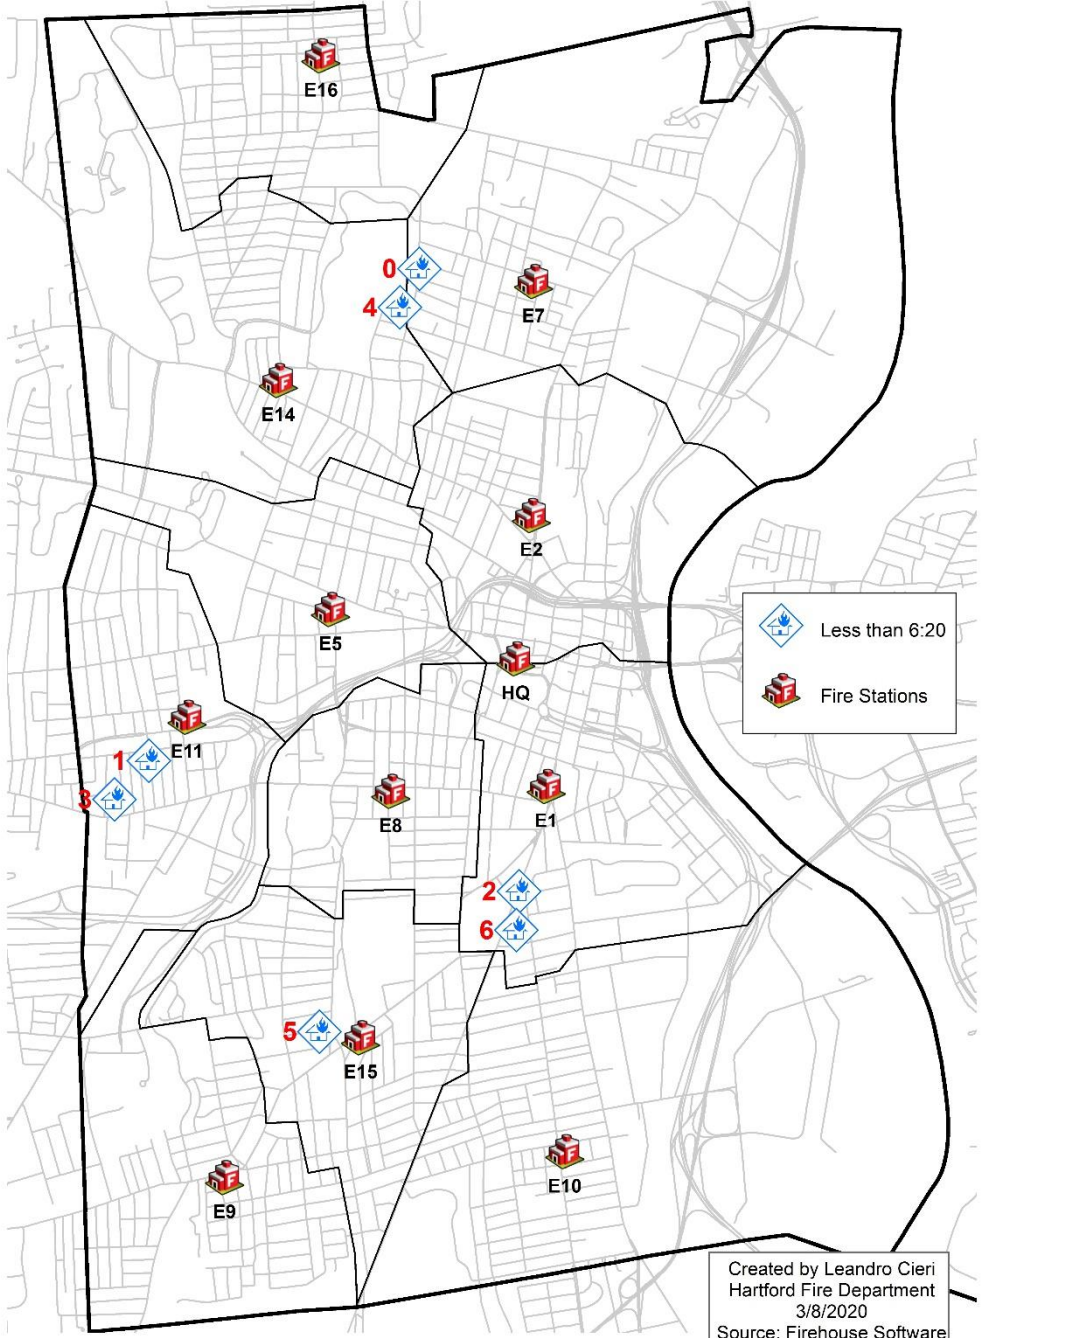 E16
0
4
E7
E14
E2
E5
Less than 6:20
HQ
Fire Stations
E11
1
3
E8
E1
2
6
5
E15
E10
E9
Created by Leandro Cieri
Hartford Fire Department
3/8/2020
Source: Firehouse Software